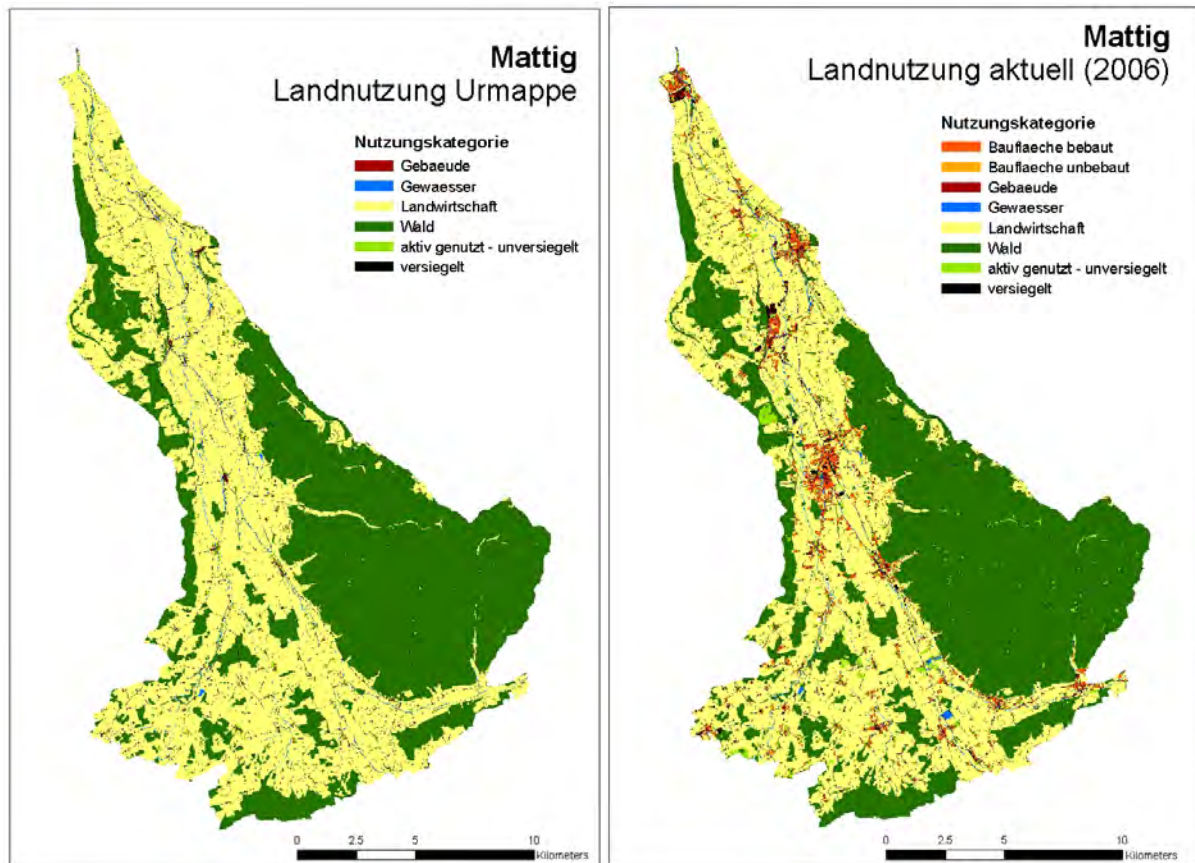 Mattig
Landnutzung Urmappe
Nutzungskategorie
Gebaeude
Gewaesser
Landwirtschaft
Wald
aktiv genutzt - unversiegelt
versiegelt
0 2.5 5 10
Kilometers
Mattig
Landnutzung aktuell (2006)
Nutzungskategorie
Bauflaeche bebaut
Bauflaeche unbebaut
Gebaeude
Gewaesser
Landwirtschaft
Wald
aktiv genutzt - unversiegelt
versiegelt
0 2.5 5 10
Kilometers